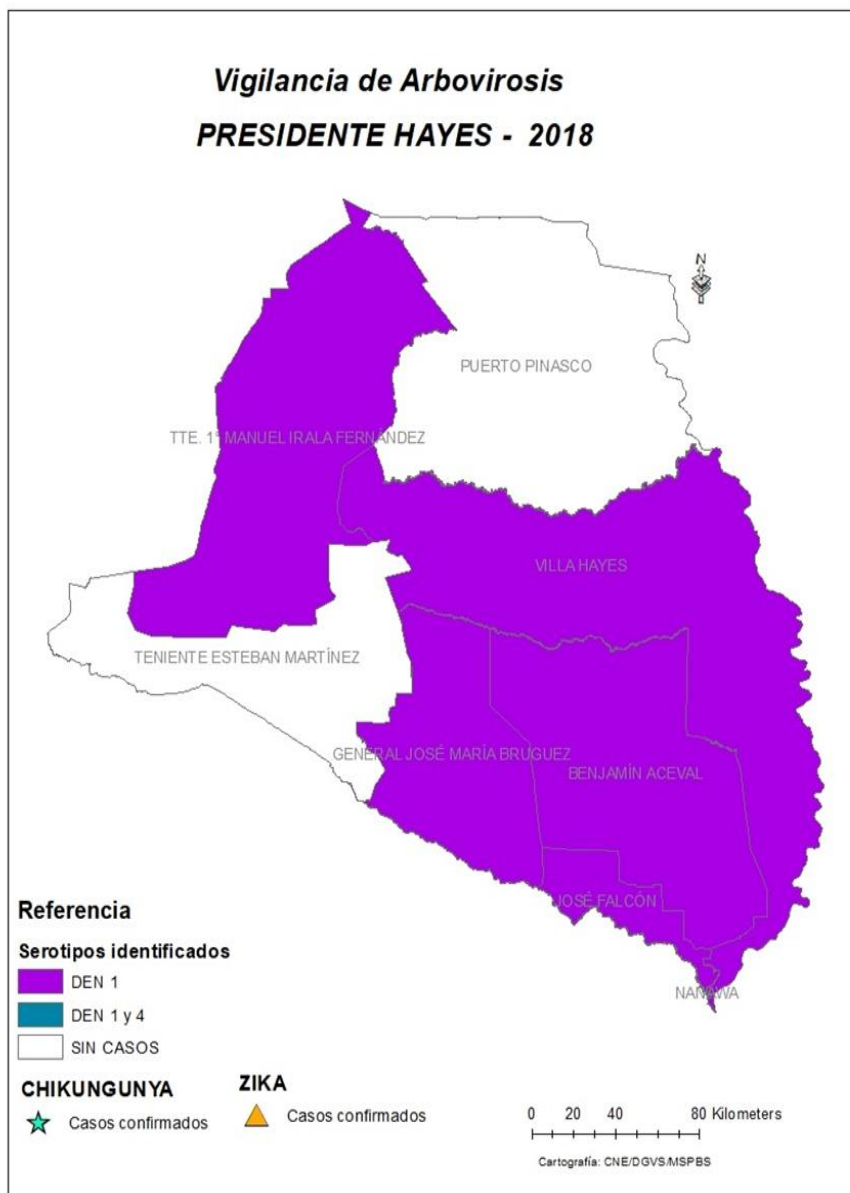 Vigilancia de Arbovirosis
PRESIDENTE HAYES - 2018
N
PUERTO PINASCO
TTE. 1° MANUEL IRALA FERNÁNDEZ
VILLA HAYES
TENIENTE ESTEBAN MARTÍNEZ
GENERAL JOSÉ MARÍA BRUGUEZ
BENJAMÍN ACEVAL
JOSÉ FALCÓN
NANAWA
Referencia
Serotipos identificados
DEN 1
DEN 1 y 4
SIN CASOS
CHIKUNGUNYA
Casos confirmados
ZIKA
Casos confirmados
0 20 40 80 Kilometers
Cartografía: CNE/DGVS/MSPBS